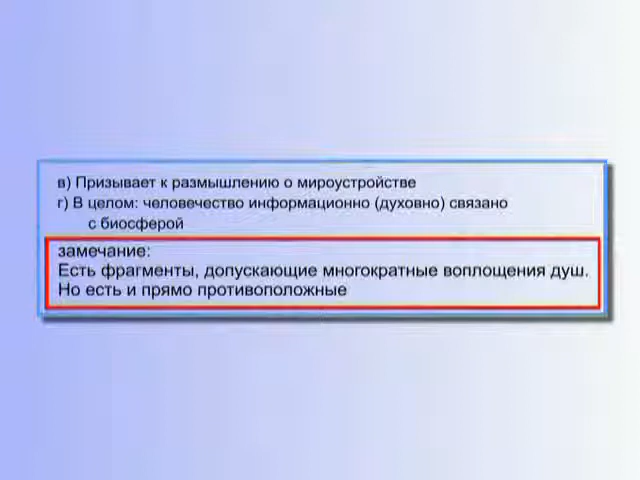 в) Призывает к размышлению о мироустройстве
г) В целом: человечество информационно (духовно) связано
с биосферой
замечание:
Есть фрагменты, допускающие многократные воплощения душ.
Но есть и прямо противоположные